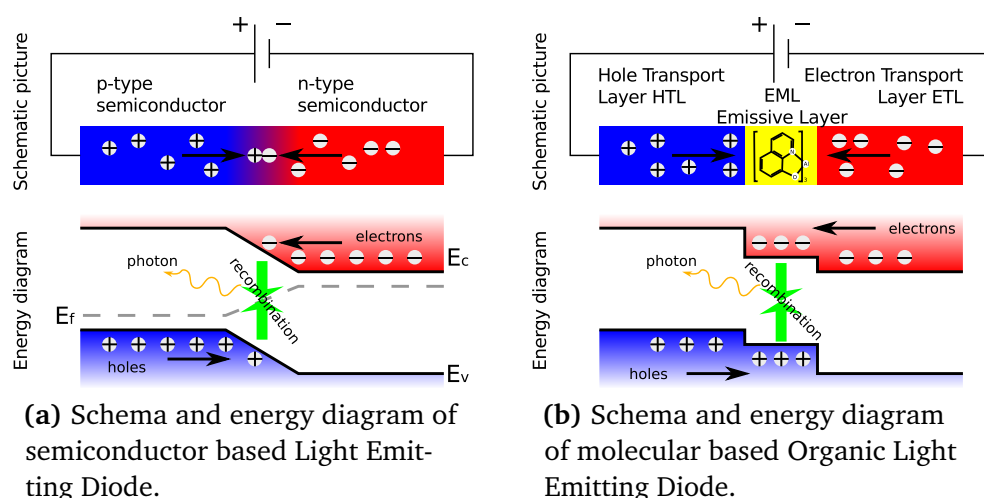 Schematic picture
+ −
p-type
semiconductor
n-type
semiconductor
+ + + + + − − − − − −
Energy diagram
electrons
− − − − − −
Ec
photon
recombination
Ef
+ + + + + + +
holes
Ev
(a) Schema and energy diagram of
semiconductor based Light Emit-
ting Diode.
Schematic picture
+ −
Hole Transport
Layer HTL
EML
Emissive Layer
Electron Transport
Layer ETL
+ + + + +
N
Al
O
3
− − − − − −
Energy diagram
electrons
− − − − − −
photon
recombination
+ + + + + +
holes
(b) Schema and energy diagram
of molecular based Organic Light
Emitting Diode.